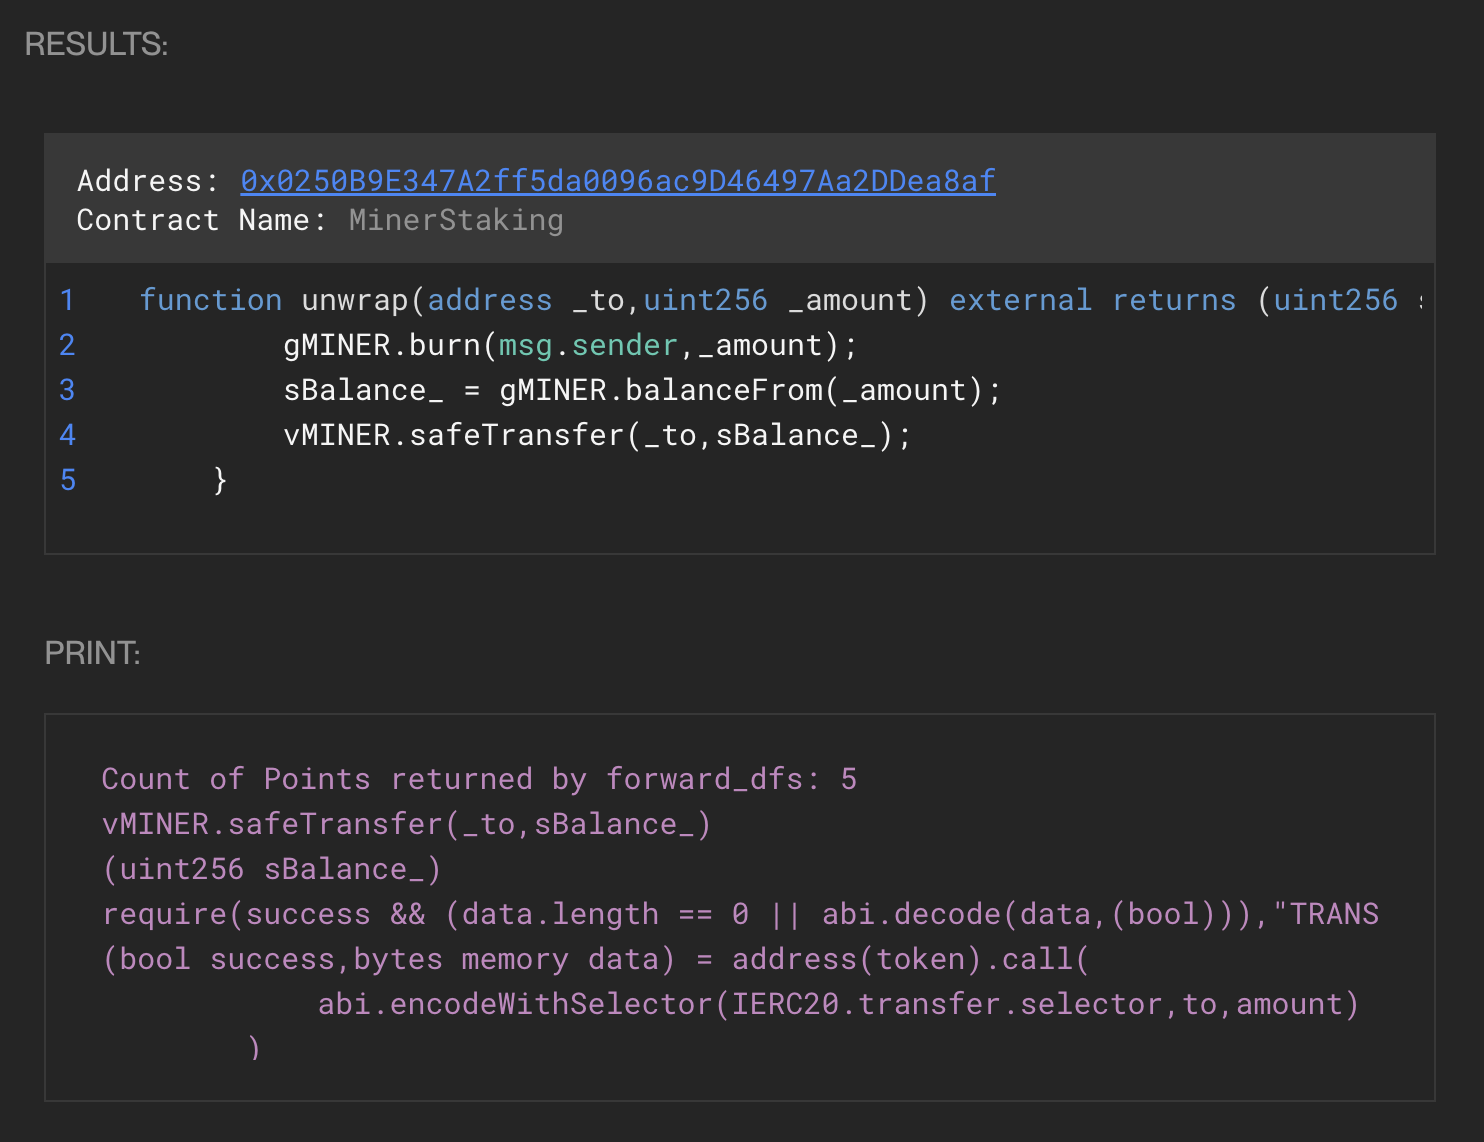 RESULTS:
Address: 0x0250B9E347A2ff5da0096ac9D46497Aa2DDea8af
Contract Name: MinerStaking
1 function unwrap(address _to,uint256 _amount) external returns (uint256
2 gMINER.burn(msg.sender,_amount);
3 sBalance_ = gMINER.balanceFrom(_amount);
4 vMINER.safeTransfer(_to,sBalance_);
5 }
PRINT:
Count of Points returned by forward_dfs: 5
vMINER.safeTransfer(_to,sBalance_)
(uint256 sBalance_)
require(success && (data.length == 0 || abi.decode(data,(bool))),"TRANS
(bool success,bytes memory data) = address(token).call(
abi.encodeWithSelector(IERC20.transfer.selector,to,amount)
)